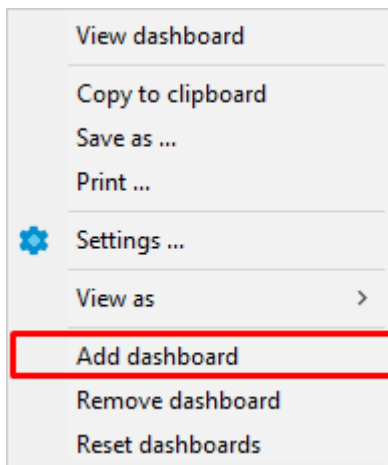 View dashboard
Copy to clipboard
Save as ...
Print ...
Settings ...
View as
Add dashboard
Remove dashboard
Reset dashboards